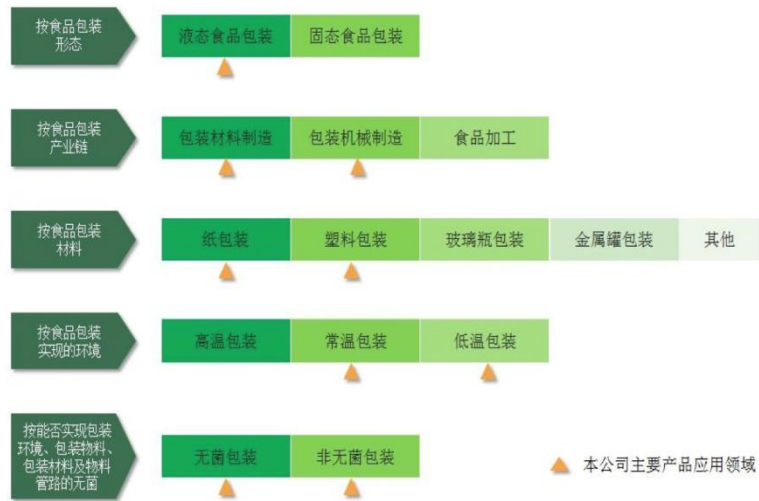 按食品包装
形态
液态食品包装
固态食品包装
按食品包装
产业链
包装材料制造
包装机械制造
食品加工
按食品包装
材料
纸包装
塑料包装
玻璃瓶包装
金属罐包装
其他
按食品包装
实现的环境
高温包装
常温包装
低温包装
按能否实现包装
环境、包装物料、
包装材料及物料
管路的无菌
无菌包装
非无菌包装
本公司主要产品应用领域